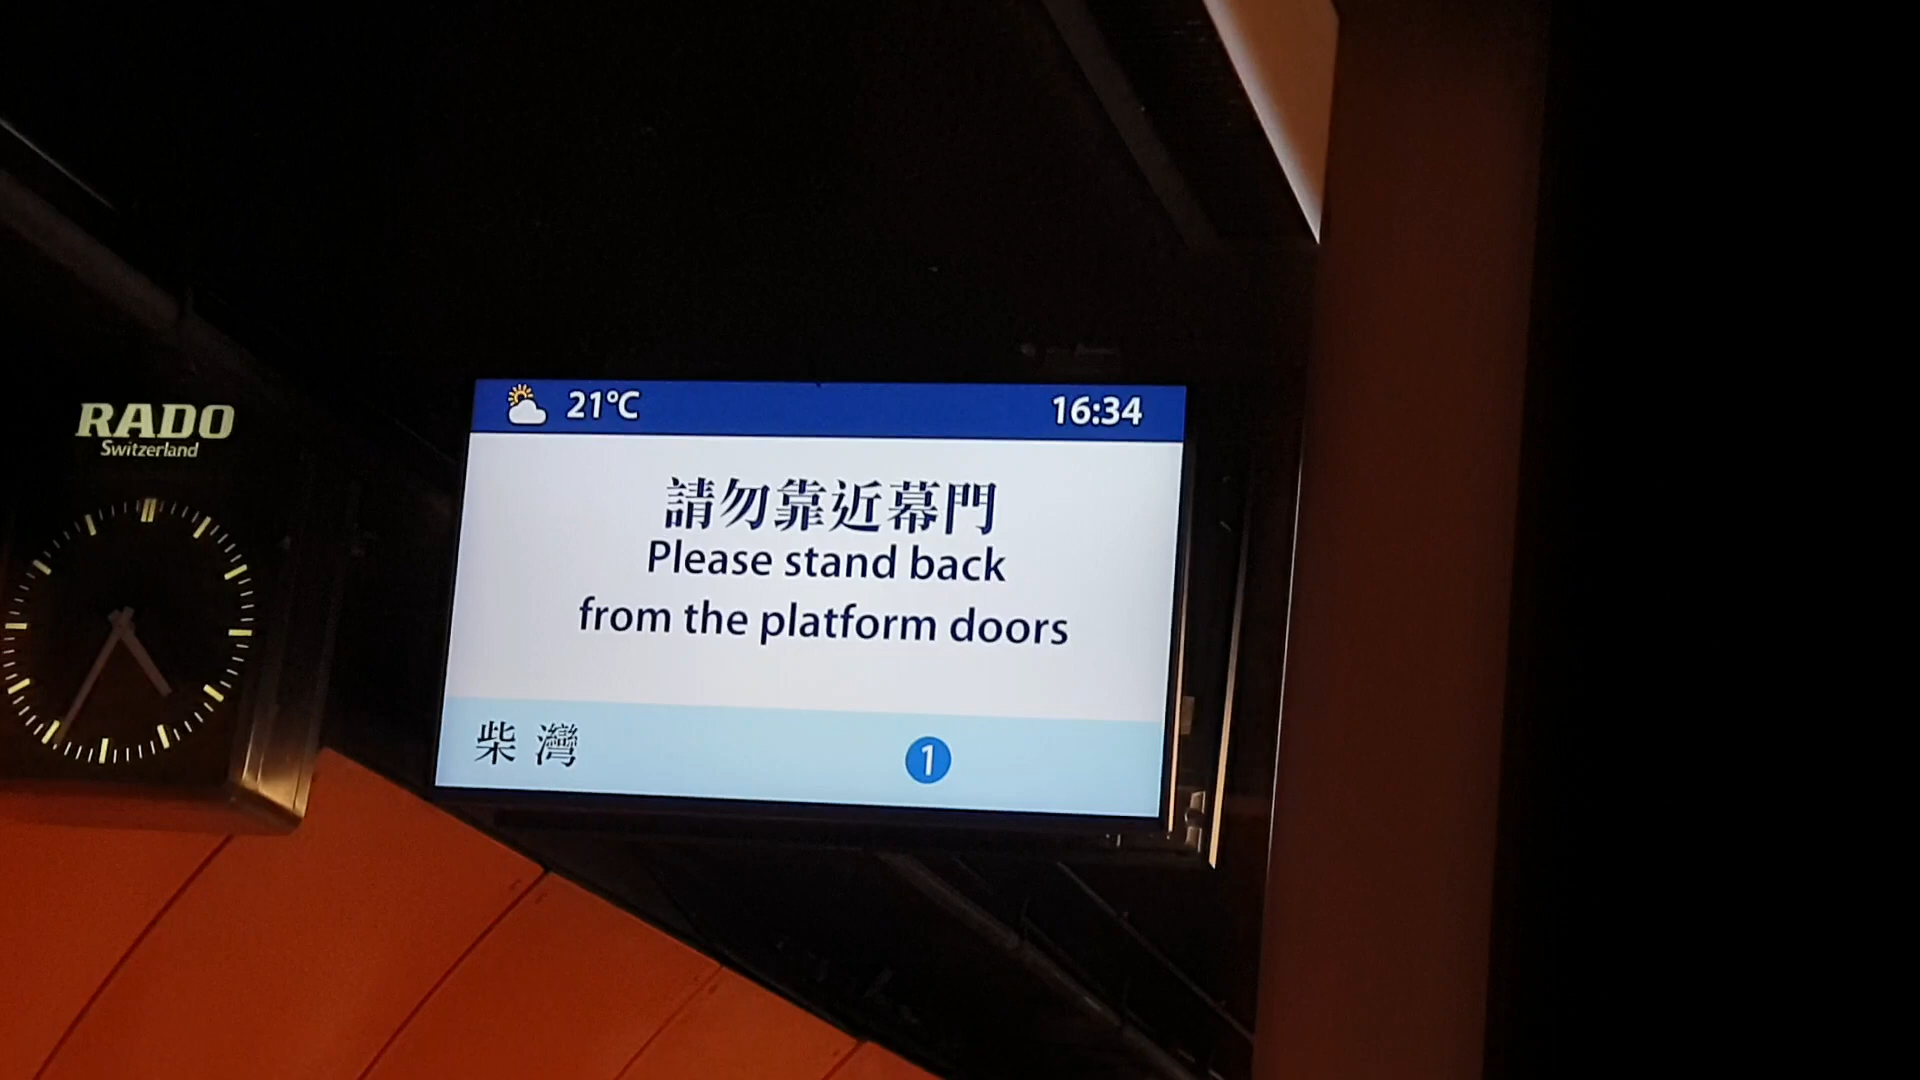 RADO
Switzerland
21°C
16:34
請勿靠近幕門
Please stand back
from the platform doors
柴灣
1